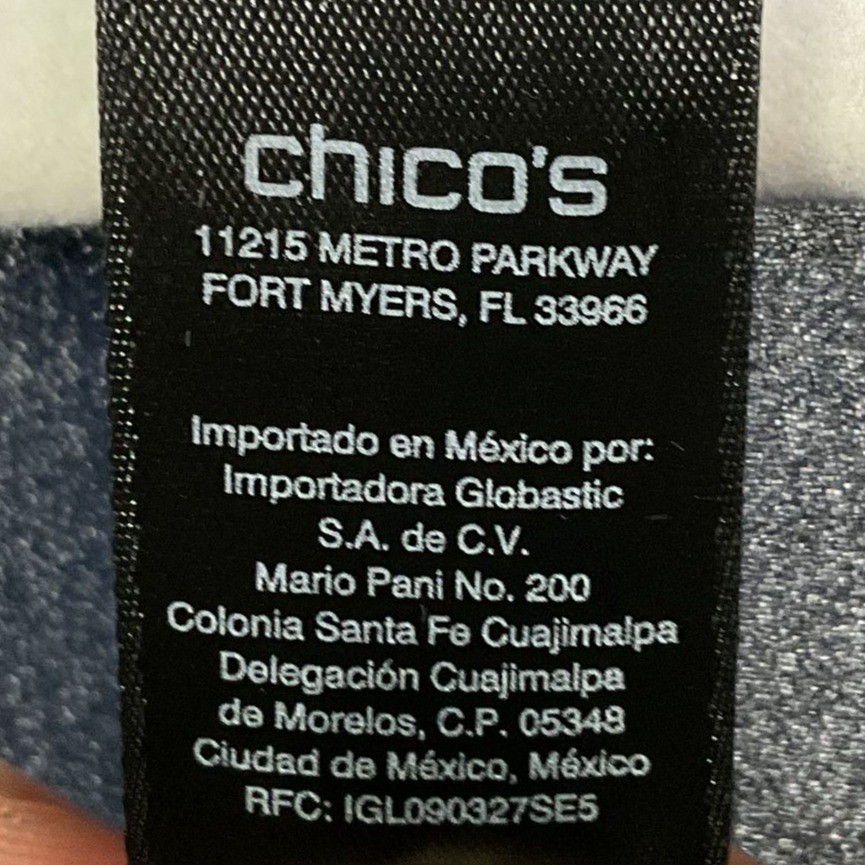 chico's
11215 METRO PARKWAY
FORT MYERS, FL 33966
Importado en México por:
Importadora Globastic
S.A. de C.V.
Mario Pani No. 200
Colonia Santa Fe Cuajimalpa
Delegación Cuajimalpa
de Morelos, C.P. 05348
Ciudad de México, México
RFC: IGL090327SE5